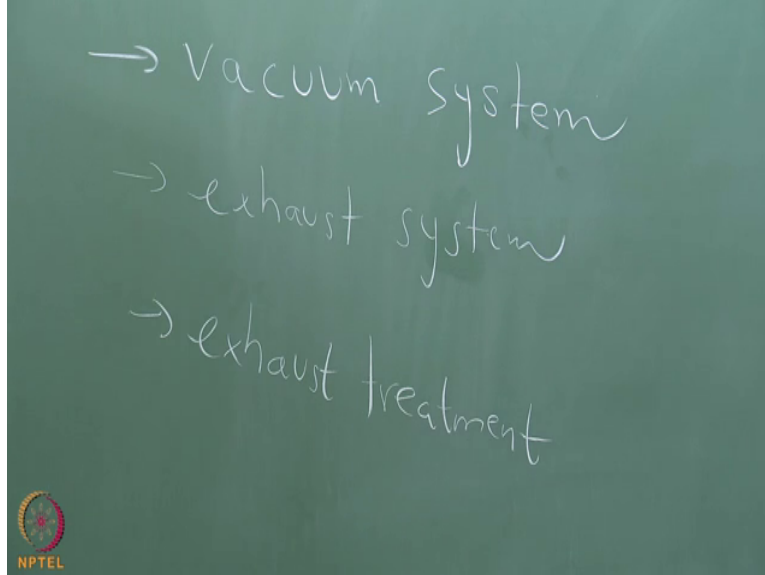 → Vacuum system
→ exhaust system
→ exhaust treatment
NPTEL